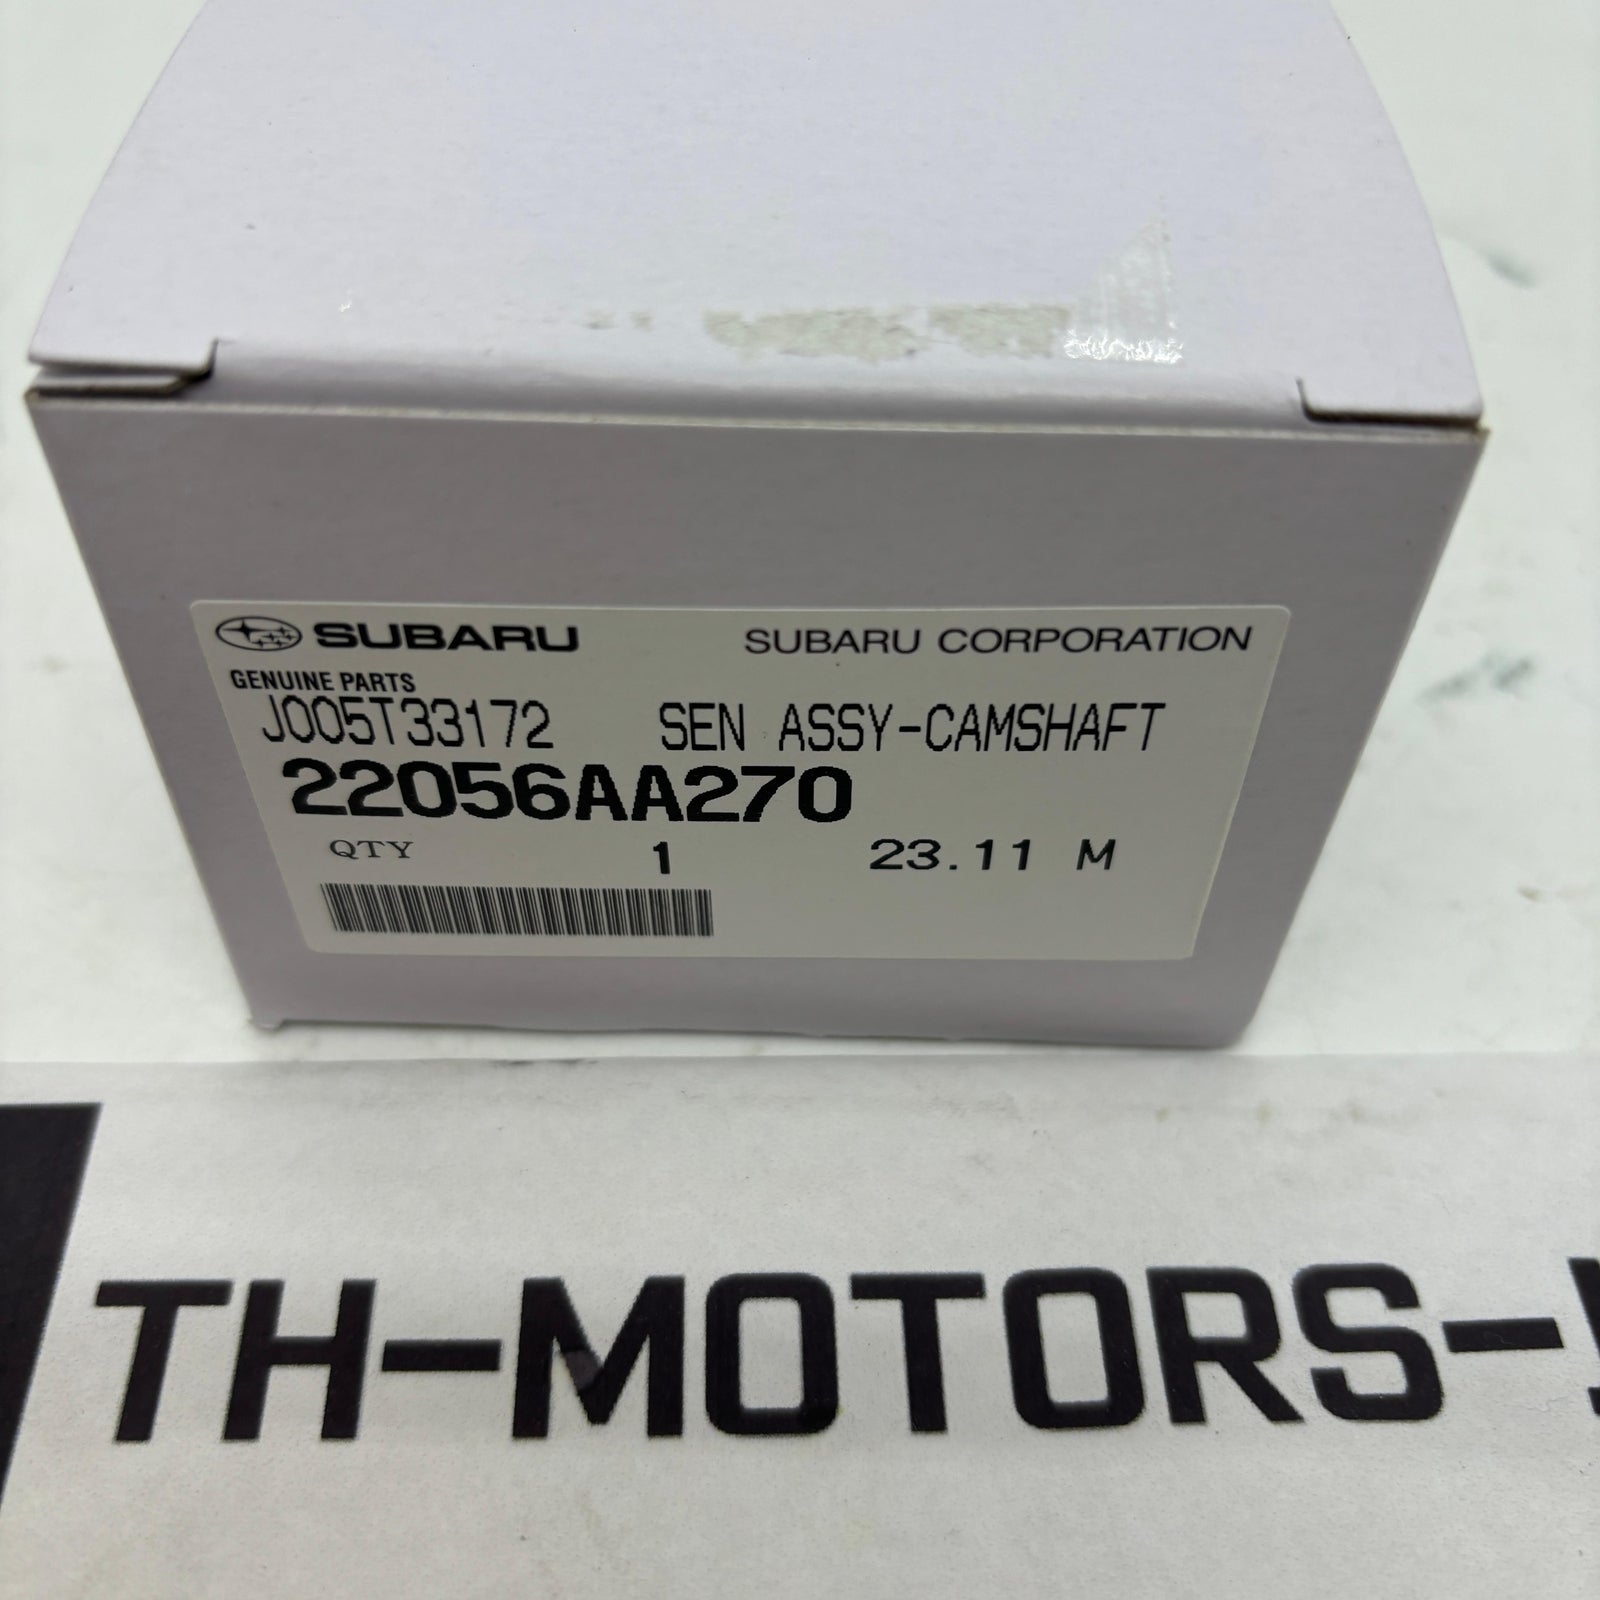 SUBARU SUBARU CORPORATION
GENUINE PARTS
J005T33172 SEN ASSY-CAMSHAFT
22056AA270
QTY 1 23.11 M
TH-MOTORS-